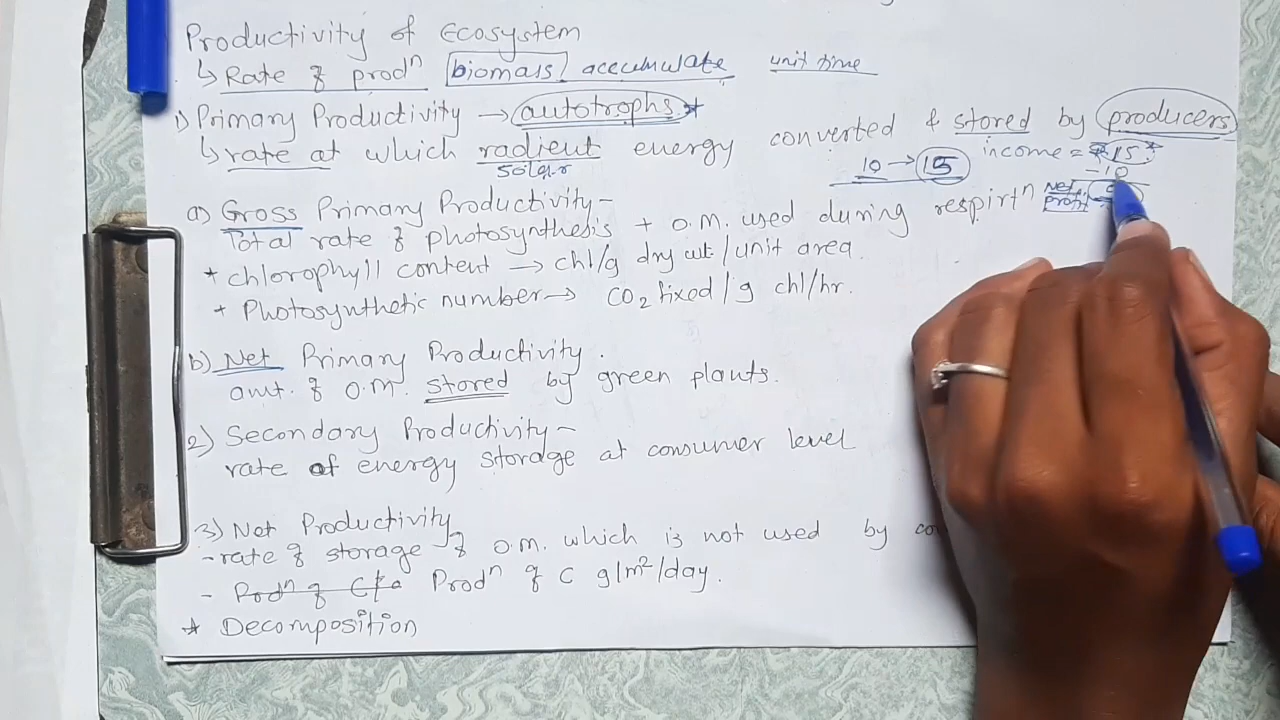 Productivity of Ecosystem
↳ Rate of prodⁿ biomass accumulate unit time
1) Primary Productivity → autotrophs *
↳ rate at which radient energy converted & stored by producers
solar
10 → 15
income = 15
- 10
Net
Profit
a) Gross Primary Productivity -
Total rate of photosynthesis + O.M. used during respirtⁿ
* chlorophyll content → chl/g dry wt/unit area.
* Photosynthetic number → CO₂ fixed/g chl/hr.
b) Net Primary Productivity.
amt. of O.M. stored by green plants.
2) Secondary Productivity -
rate of energy storage at consumer level
3) Net Productivity
- rate of storage of O.M. which is not used by
- Prodⁿ of C Prodⁿ of C g/m²/day.
* Decomposition